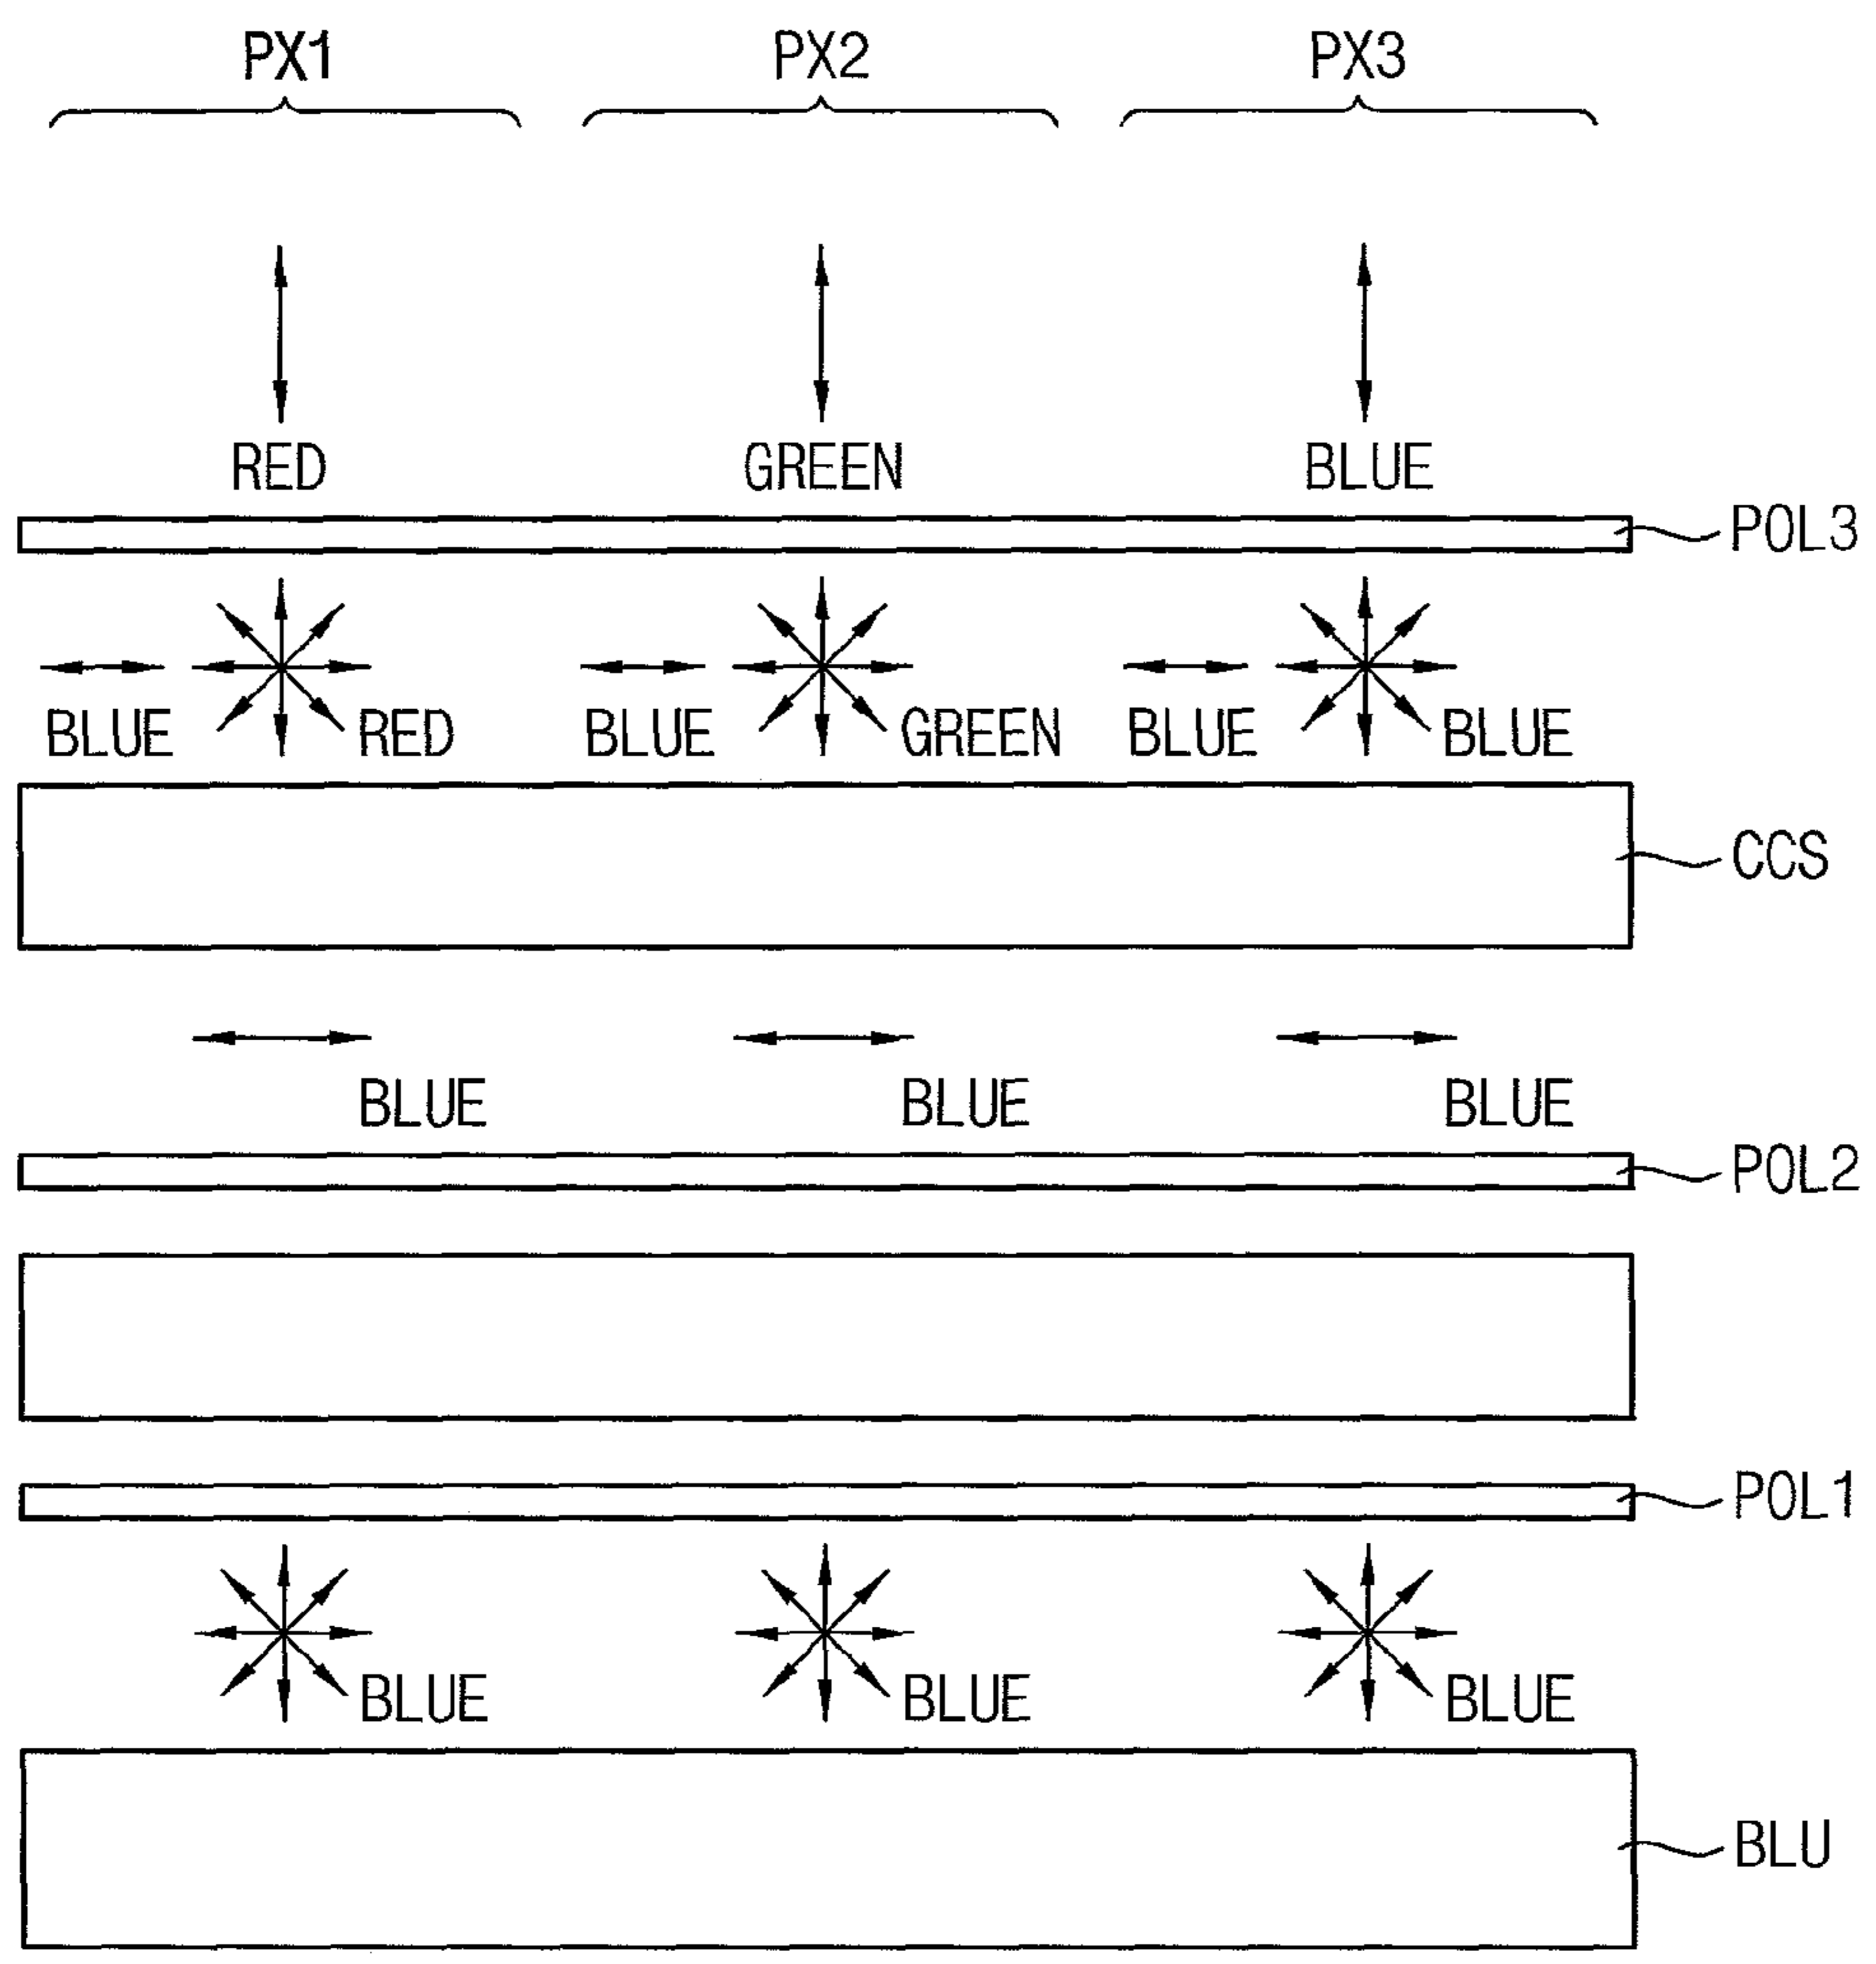 PX1 PX2 PX3
RED GREEN BLUE
POL3
BLUE RED BLUE GREEN BLUE BLUE
CCS
BLUE BLUE BLUE
POL2
POL1
BLUE BLUE BLUE
BLU